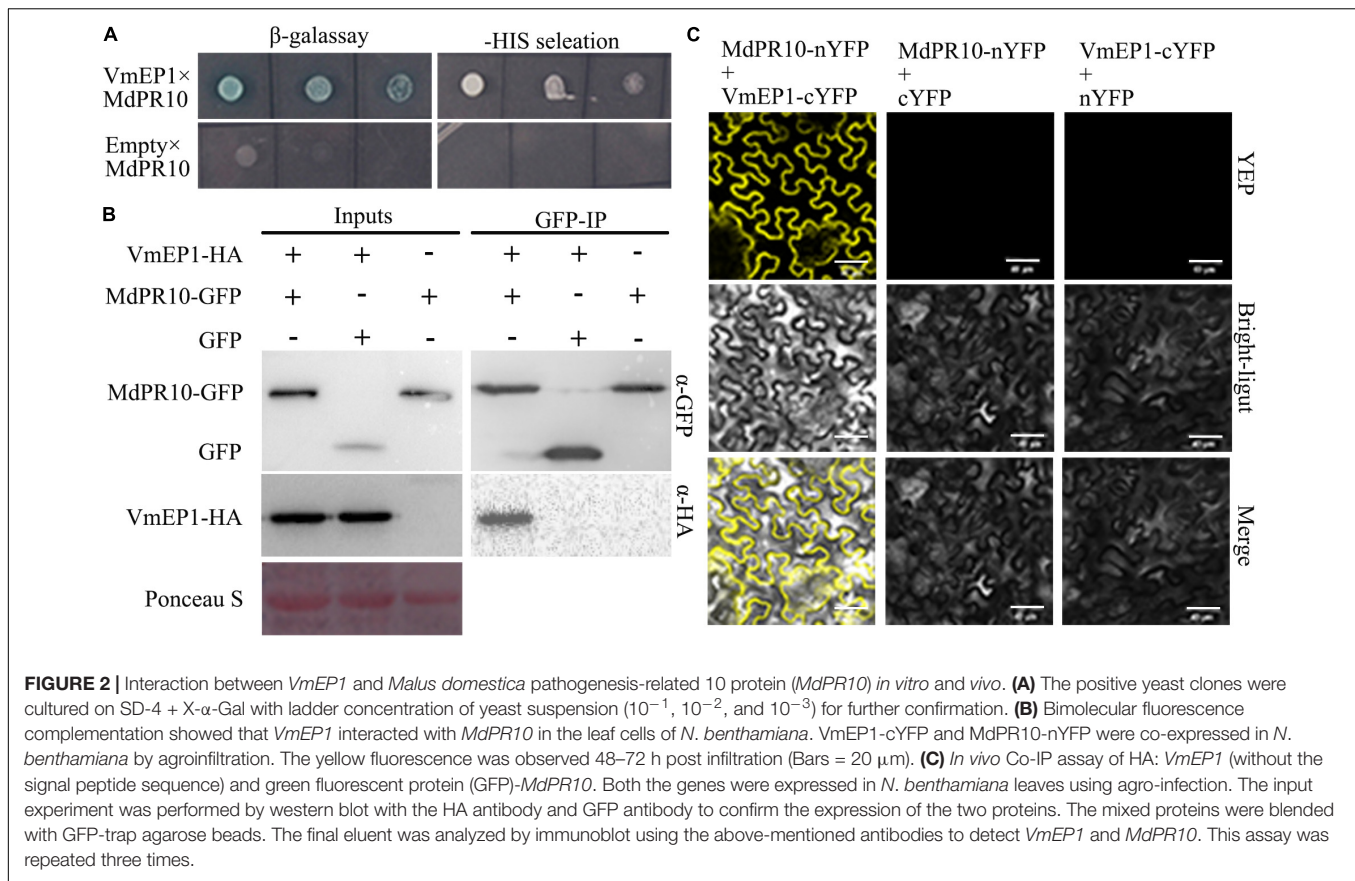 A
β-galassay
-HIS seleation
VmEP1×
MdPR10
Empty×
MdPR10
B
Inputs
GFP-IP
VmEP1-HA
+ + - + + -
MdPR10-GFP
+ - + + - +
GFP
- + - - + -
MdPR10-GFP
GFP
α-GFP
VmEP1-HA
α-HA
Ponceau S
C
MdPR10-nYFP
+
VmEP1-cYFP
MdPR10-nYFP
+
cYFP
VmEP1-cYFP
+
nYFP
YEP
Bright-ligut
Merge
FIGURE 2 | Interaction between VmEP1 and Malus domestica pathogenesis-related 10 protein (MdPR10) in vitro and vivo. (A) The positive yeast clones were
cultured on SD-4 + X-α-Gal with ladder concentration of yeast suspension (10⁻¹, 10⁻², and 10⁻³) for further confirmation. (B) Bimolecular fluorescence
complementation showed that VmEP1 interacted with MdPR10 in the leaf cells of N. benthamiana. VmEP1-cYFP and MdPR10-nYFP were co-expressed in N.
benthamiana by agroinfiltration. The yellow fluorescence was observed 48–72 h post infiltration (Bars = 20 μm). (C) In vivo Co-IP assay of HA: VmEP1 (without the
signal peptide sequence) and green fluorescent protein (GFP)-MdPR10. Both the genes were expressed in N. benthamiana leaves using agro-infection. The input
experiment was performed by western blot with the HA antibody and GFP antibody to confirm the expression of the two proteins. The mixed proteins were blended
with GFP-trap agarose beads. The final eluent was analyzed by immunoblot using the above-mentioned antibodies to detect VmEP1 and MdPR10. This assay was
repeated three times.